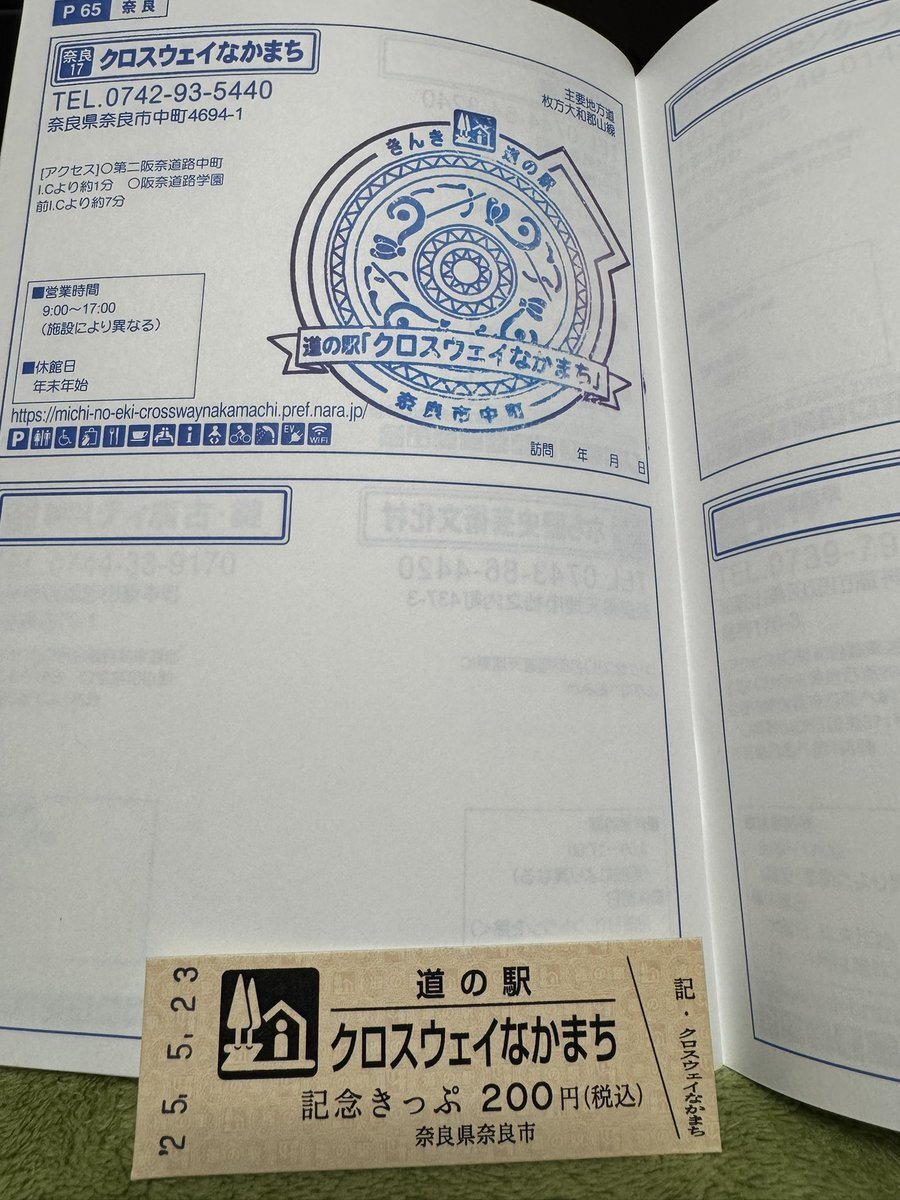 P 65 奈良
奈良17 クロスウェイなかまち
TEL.0742-93-5440
奈良県奈良市中町4694-1
主要地方道
枚方大和郡山線
[アクセス]〇第二阪奈道路中町
I.Cより約1分 〇阪奈道路学園
前I.Cより約7分
■営業時間
9:00〜17:00
(施設により異なる)
■休館日
年末年始
https://michi-no-eki-crosswaynakamachi.pref.nara.jp/
P i EV WiFi
訪問 年 月 日
きんき 道の駅
道の駅「クロスウェイなかまち」
奈良市中町
'25.-5.23
道の駅
クロスウェイなかまち
記念きっぷ 200円(税込)
奈良県奈良市
記・クロスウェイなかまち